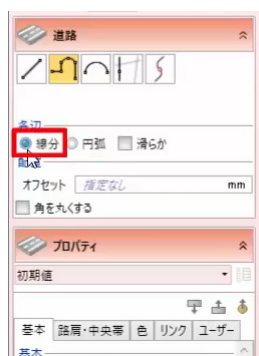 道路
各辺
線分 円弧 滑らか
配置
オフセット 指定なし mm
角を丸くする
プロパティ
初期値
基本 路肩・中央帯 色 リンク ユーザー
基本